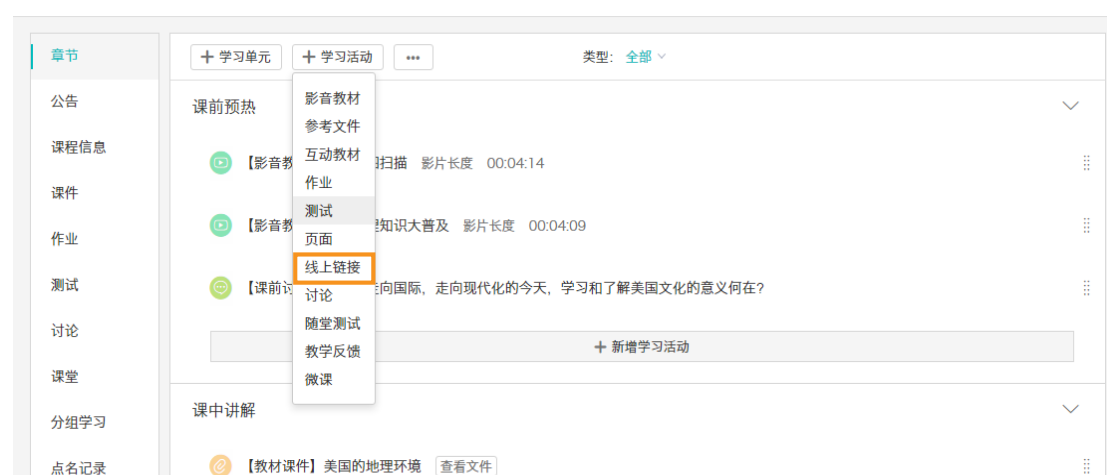 章节
公告
课程信息
课件
作业
测试
讨论
课堂
分组学习
点名记录
学习单元
学习活动
类型: 全部
影音教材
参考文件
互动教材
作业
测试
页面
线上链接
讨论
随堂测试
教学反馈
微课
课前预热
【影音教 扫描 影片长度 00:04:14
【影音教 知识大普及 影片长度 00:04:09
【课前讨 走向国际，走向现代化的今天，学习和了解美国文化的意义何在?
新增学习活动
课中讲解
【教材课件】美国的地理环境 查看文件